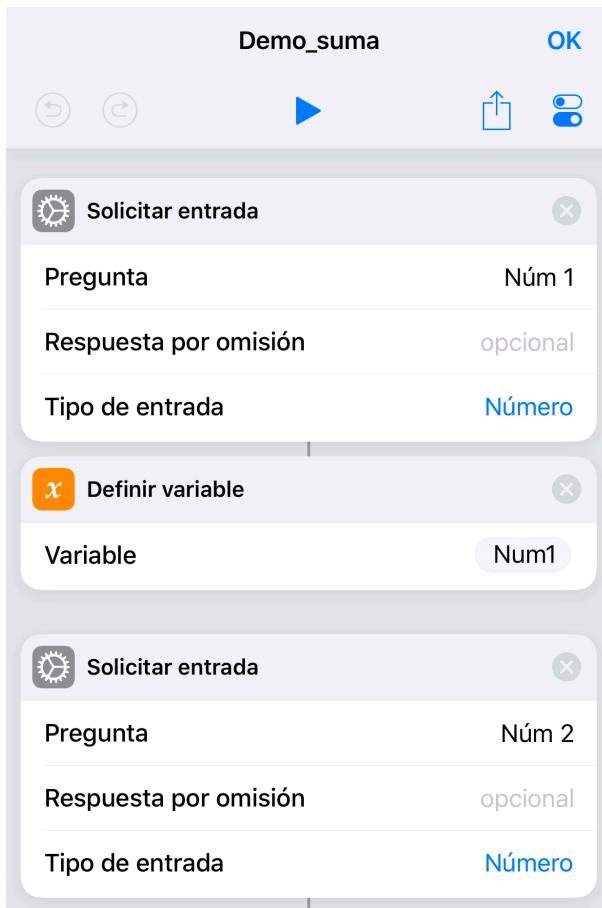 Demo_suma OK
Solicitar entrada
Pregunta Núm 1
Respuesta por omisión opcional
Tipo de entrada Número
x Definir variable
Variable Num1
Solicitar entrada
Pregunta Núm 2
Respuesta por omisión opcional
Tipo de entrada Número